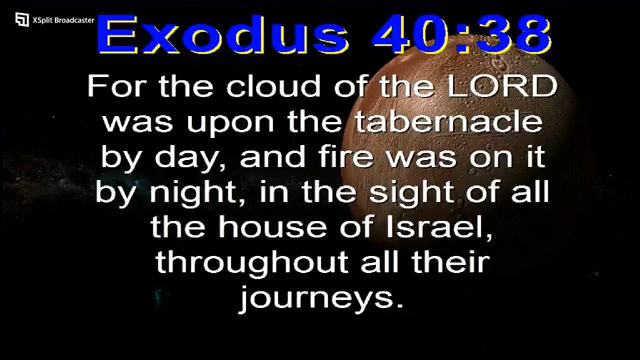 XSplit Broadcaster
Exodus 40:38
For the cloud of the LORD
was upon the tabernacle
by day, and fire was on it
by night, in the sight of all
the house of Israel,
throughout all their
journeys.